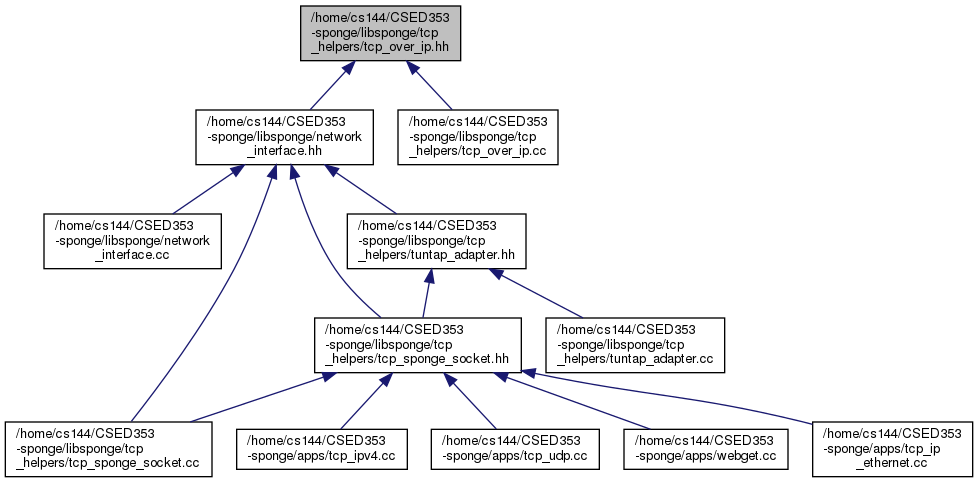 /home/cs144/CSED353
-sponge/libsponge/tcp
_helpers/tcp_over_ip.hh
/home/cs144/CSED353
-sponge/libsponge/network
_interface.hh
/home/cs144/CSED353
-sponge/libsponge/tcp
_helpers/tcp_over_ip.cc
/home/cs144/CSED353
-sponge/libsponge/network
_interface.cc
/home/cs144/CSED353
-sponge/libsponge/tcp
_helpers/tuntap_adapter.hh
/home/cs144/CSED353
-sponge/libsponge/tcp
_helpers/tcp_sponge_socket.hh
/home/cs144/CSED353
-sponge/libsponge/tcp
_helpers/tuntap_adapter.cc
/home/cs144/CSED353
-sponge/libsponge/tcp
_helpers/tcp_sponge_socket.cc
/home/cs144/CSED353
-sponge/apps/tcp_ipv4.cc
/home/cs144/CSED353
-sponge/apps/tcp_udp.cc
/home/cs144/CSED353
-sponge/apps/webget.cc
/home/cs144/CSED353
-sponge/apps/tcp_ip
_ethernet.cc